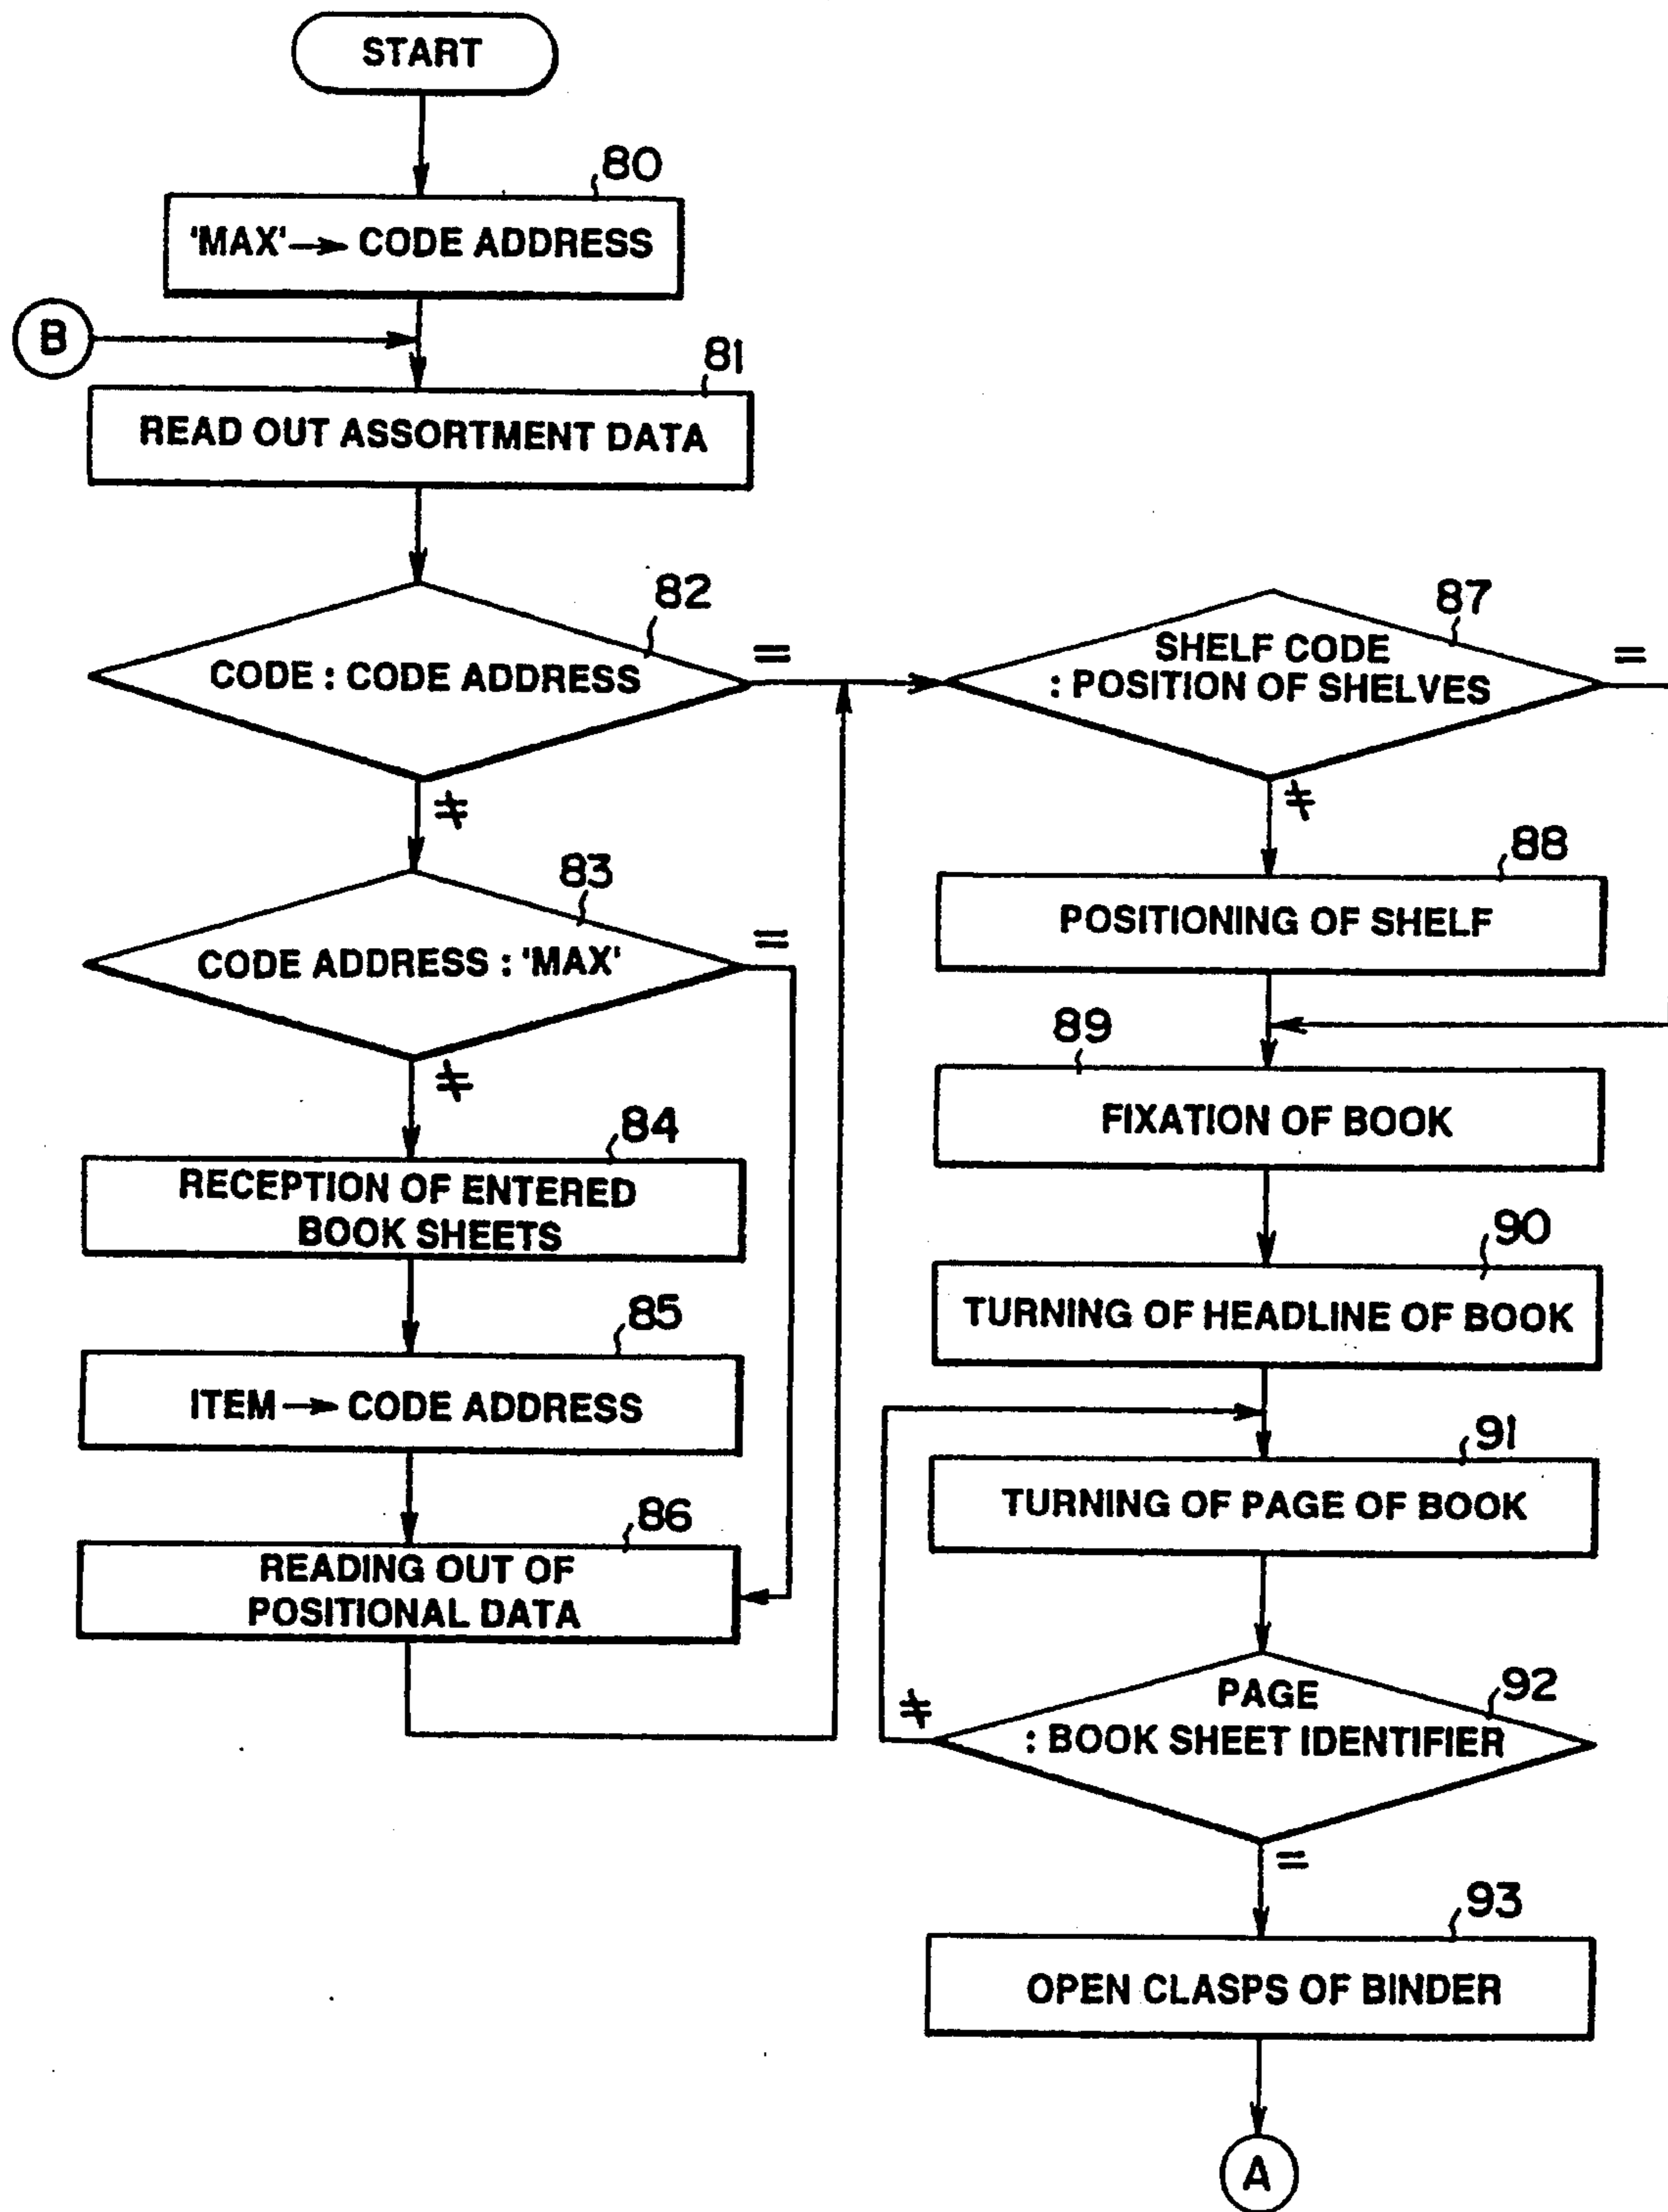 START
80
'MAX'→ CODE ADDRESS
B
81
READ OUT ASSORTMENT DATA
82
CODE : CODE ADDRESS
=
≠
83
CODE ADDRESS : 'MAX'
=
≠
84
RECEPTION OF ENTERED
BOOK SHEETS
85
ITEM → CODE ADDRESS
86
READING OUT OF
POSITIONAL DATA
87
SHELF CODE
: POSITION OF SHELVES
=
≠
88
POSITIONING OF SHELF
89
FIXATION OF BOOK
90
TURNING OF HEADLINE OF BOOK
91
TURNING OF PAGE OF BOOK
92
PAGE
: BOOK SHEET IDENTIFIER
≠
=
93
OPEN CLASPS OF BINDER
A